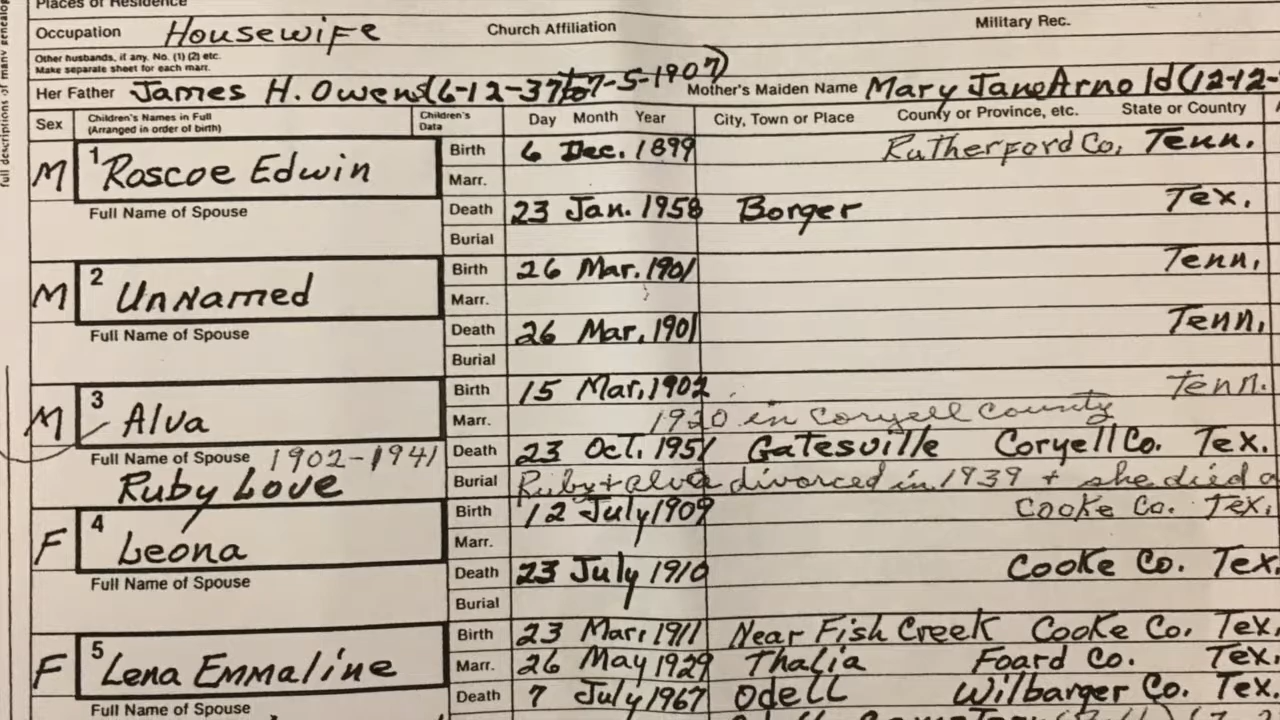 Places of Residence
Occupation Housewife Church Affiliation Military Rec.
Other husbands, if any. No. (1) (2) etc.
Make separate sheet for each marr.
Her Father James H. Owens (6-12-37 to 7-5-1907) Mother's Maiden Name Mary Jane Arnold (12-12-
Sex Children's Names in Full (Arranged in order of birth) Children's Data Day Month Year City, Town or Place County or Province, etc. State or Country
M 1 Roscoe Edwin Birth 6 Dec. 1899 Rutherford Co. Tenn.
Marr.
Full Name of Spouse Death 23 Jan. 1958 Borger Tex.
Burial
M 2 Unnamed Birth 26 Mar. 1901 Tenn.
Marr.
Full Name of Spouse Death 26 Mar. 1901 Tenn.
Burial
M 3 Alva Birth 15 Mar. 1902 Tenn.
Marr. 1920 in Coryell County
Full Name of Spouse 1902-1941 Death 23 Oct. 1951 Gatesville Coryell Co. Tex.
Ruby Love Burial Ruby + Alva divorced in 1939 + she died
F 4 Leona Birth 12 July 1909 Cooke Co. Tex.
Marr.
Full Name of Spouse Death 23 July 1910 Cooke Co. Tex.
Burial
F 5 Lena Emmaline Birth 23 Mar. 1911 Near Fish Creek Cooke Co. Tex.
Marr. 26 May 1929 Thalia Foard Co. Tex.
Full Name of Spouse Death 7 July 1967 Odell Wilbarger Co. Tex.
full descriptions of many genealog